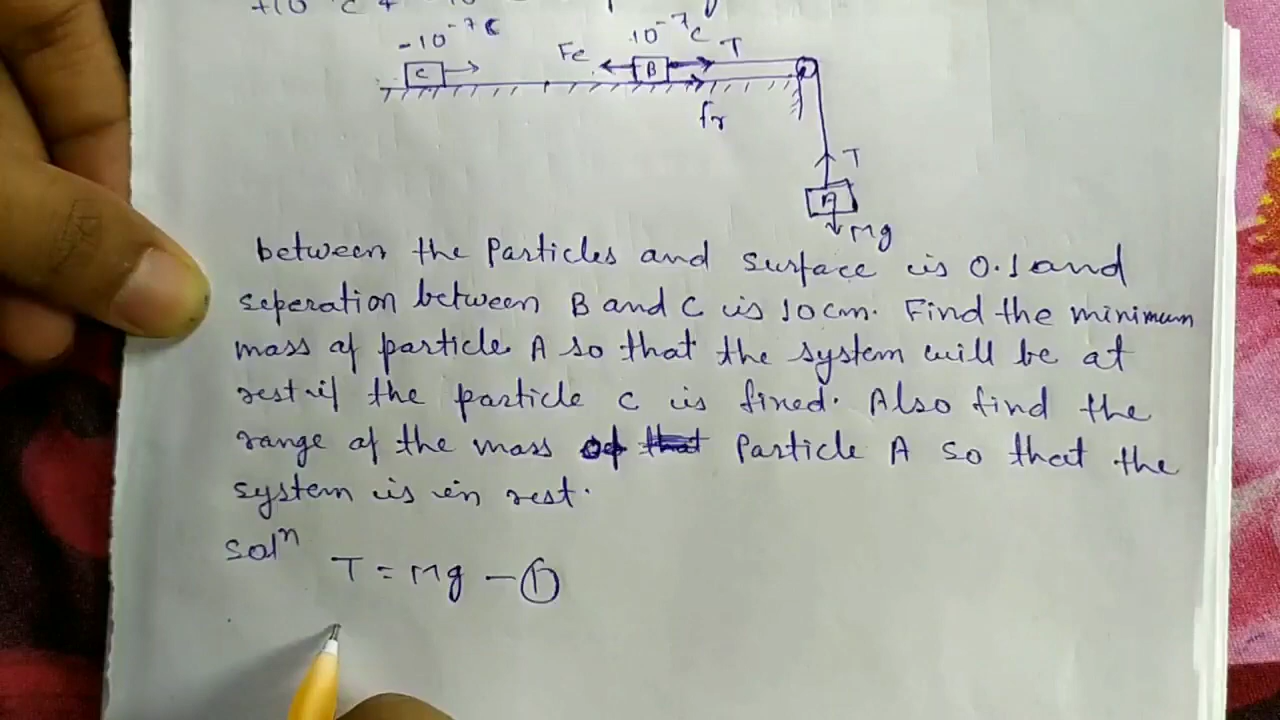 -10⁻⁷C
10⁻⁷C
Fe
T
C
B
fr
T
A
Mg
between the Particles and surface is 0.1 and
seperation between B and C is 10cm. Find the minimum
mass of particle A so that the system will be at
rest if the particle C is fixed. Also find the
range of the mass of that Particle A so that the
system is in rest.
Solⁿ
T = Mg - ①